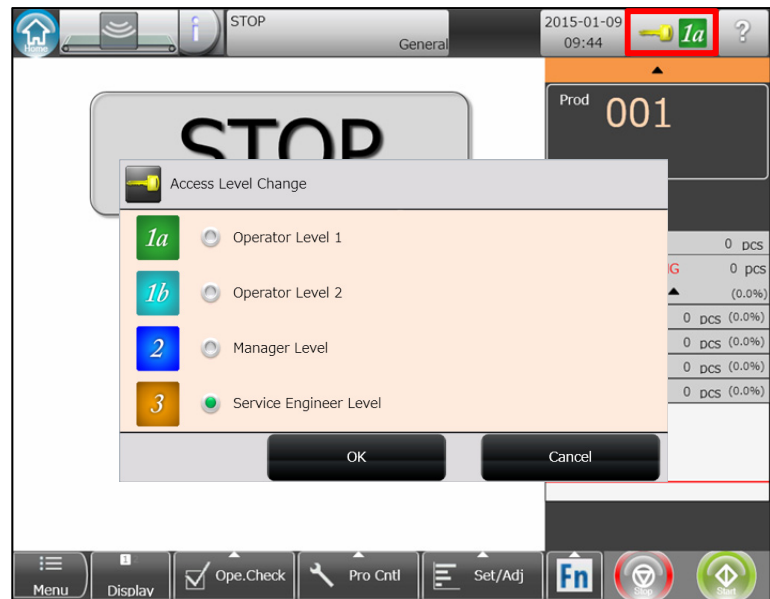 STOP
General
2015-01-09
09:44
1a
?
Home
i
Prod 001
STOP
Access Level Change
1a Operator Level 1
1b Operator Level 2
2 Manager Level
3 Service Engineer Level
OK Cancel
0 pcs
G 0 pcs
(0.0%)
0 pcs (0.0%)
0 pcs (0.0%)
0 pcs (0.0%)
0 pcs (0.0%)
Menu
1
Display
Ope.Check
Pro Cntl
Set/Adj
Fn
Stop
Start